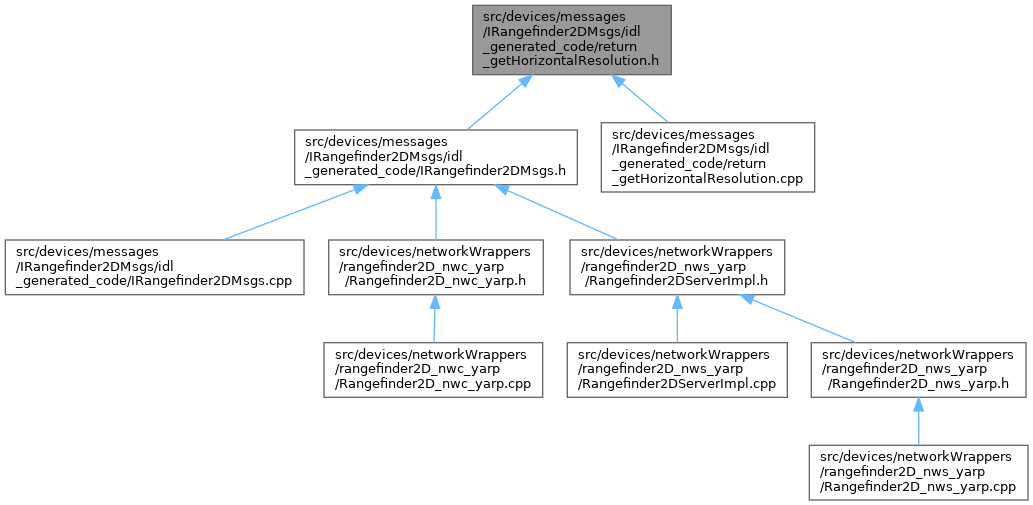 src/devices/messages
/IRangefinder2DMsgs/idl
_generated_code/return
_getHorizontalResolution.h
src/devices/messages
/IRangefinder2DMsgs/idl
_generated_code/IRangefinder2DMsgs.h
src/devices/messages
/IRangefinder2DMsgs/idl
_generated_code/return
_getHorizontalResolution.cpp
src/devices/messages
/IRangefinder2DMsgs/idl
_generated_code/IRangefinder2DMsgs.cpp
src/devices/networkWrappers
/rangefinder2D_nwc_yarp
/Rangefinder2D_nwc_yarp.h
src/devices/networkWrappers
/rangefinder2D_nws_yarp
/Rangefinder2DServerImpl.h
src/devices/networkWrappers
/rangefinder2D_nwc_yarp
/Rangefinder2D_nwc_yarp.cpp
src/devices/networkWrappers
/rangefinder2D_nws_yarp
/Rangefinder2DServerImpl.cpp
src/devices/networkWrappers
/rangefinder2D_nws_yarp
/Rangefinder2D_nws_yarp.h
src/devices/networkWrappers
/rangefinder2D_nws_yarp
/Rangefinder2D_nws_yarp.cpp